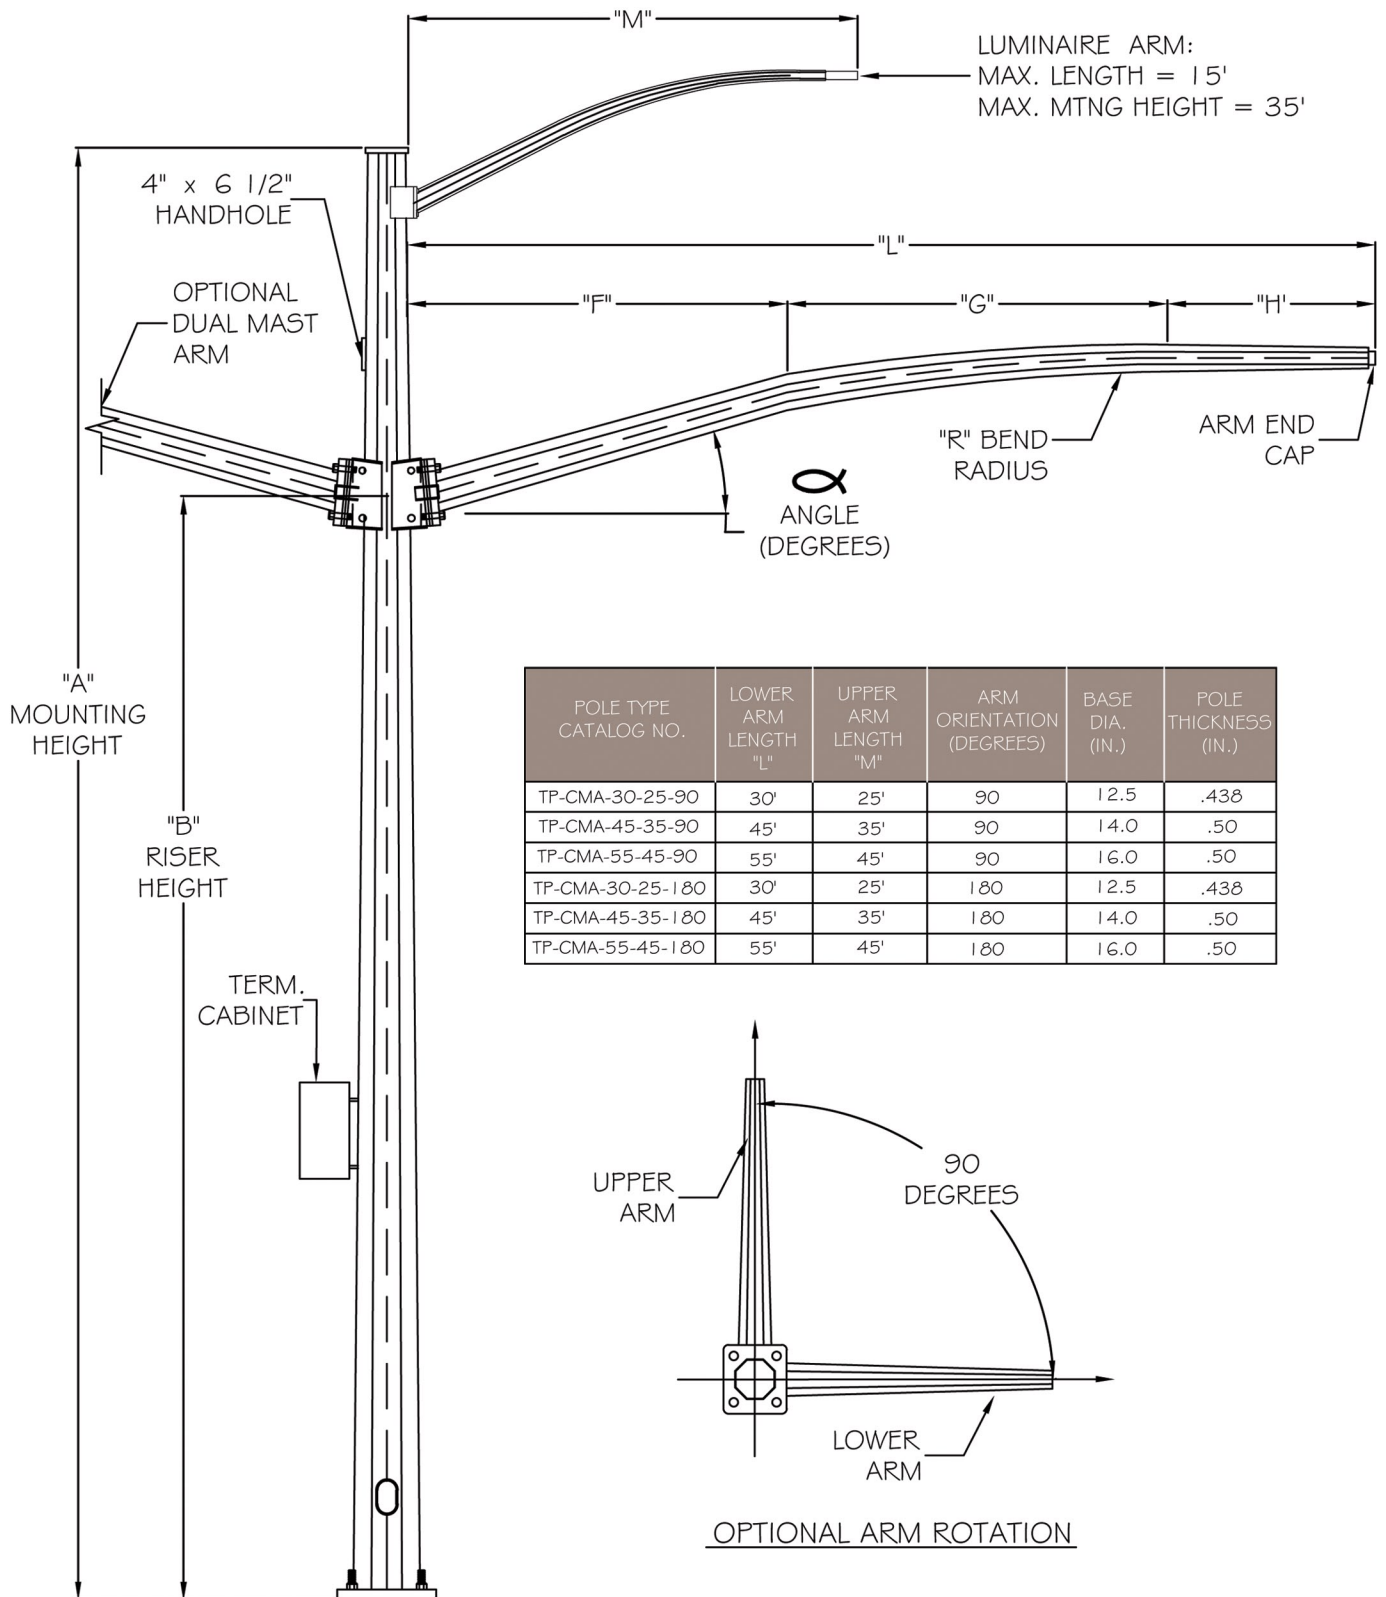 "M"
LUMINAIRE ARM:
MAX. LENGTH = 15'
MAX. MTNG HEIGHT = 35'
4" x 6 1/2"
HANDHOLE
"L"
OPTIONAL
DUAL MAST
ARM
"F"
"G"
"H'
"R" BEND
RADIUS
ARM END
CAP
ANGLE
(DEGREES)
"A"
MOUNTING
HEIGHT
"B"
RISER
HEIGHT
POLE TYPE
CATALOG NO.
LOWER
ARM
LENGTH
"L"
UPPER
ARM
LENGTH
"M"
ARM
ORIENTATION
(DEGREES)
BASE
DIA.
(IN.)
POLE
THICKNESS
(IN.)
TP-CMA-30-25-90 30' 25' 90 12.5 .438
TP-CMA-45-35-90 45' 35' 90 14.0 .50
TP-CMA-55-45-90 55' 45' 90 16.0 .50
TP-CMA-30-25-180 30' 25' 180 12.5 .438
TP-CMA-45-35-180 45' 35' 180 14.0 .50
TP-CMA-55-45-180 55' 45' 180 16.0 .50
TERM.
CABINET
UPPER
ARM
90
DEGREES
LOWER
ARM
OPTIONAL ARM ROTATION